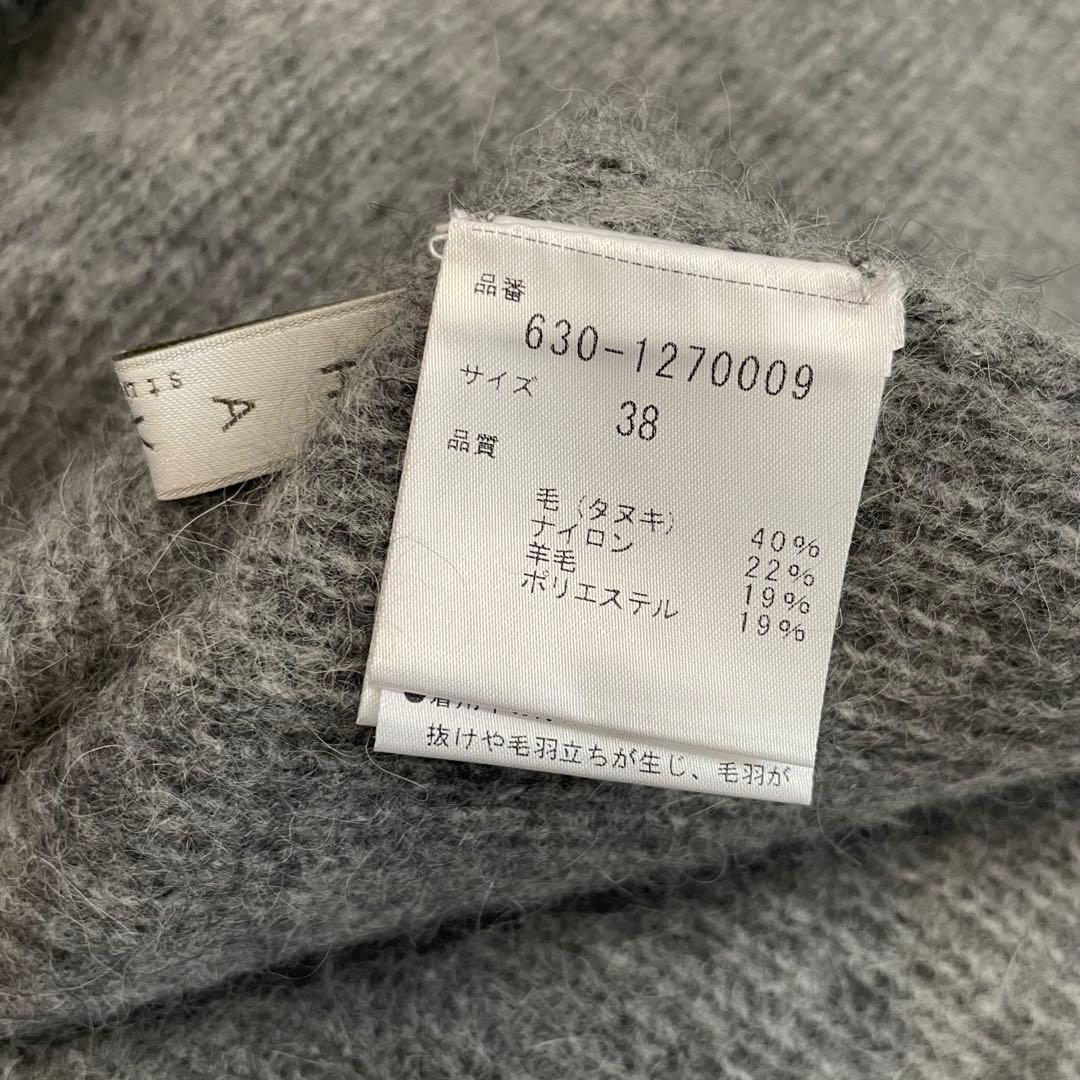 品番
630-1270009
サイズ
38
品質
毛(タヌキ) 40%
ナイロン 22%
羊毛 19%
ポリエステル 19%
抜けや毛羽立ちが生じ、毛羽が
A